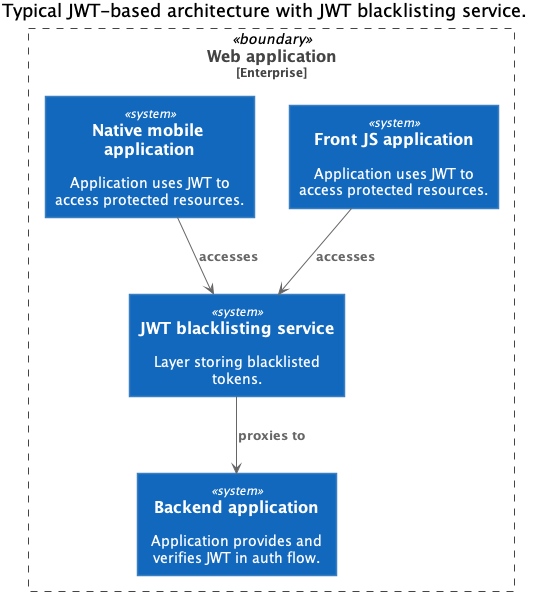 Typical JWT-based architecture with JWT blacklisting service.
«boundary»
Web application
[Enterprise]
«system»
Native mobile
application
Application uses JWT to
access protected resources.
«system»
Front JS application
Application uses JWT to
access protected resources.
accesses
accesses
«system»
JWT blacklisting service
Layer storing blacklisted
tokens.
proxies to
«system»
Backend application
Application provides and
verifies JWT in auth flow.